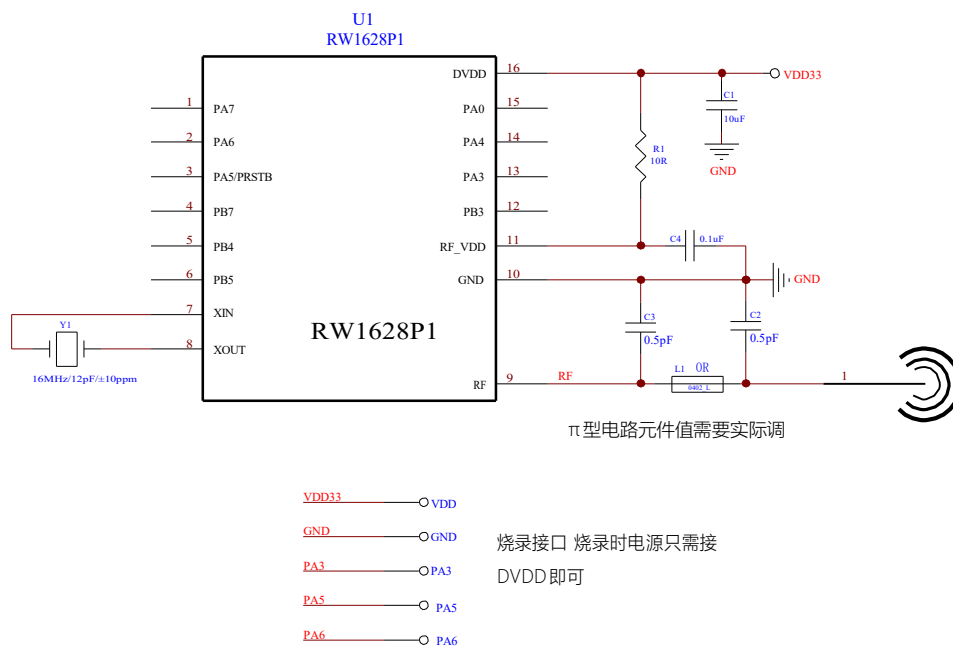 U1
RW1628P1
DVDD 16
VDD33
1 PA7
PA0 15
C1
10uF
2 PA6
PA4 14
R1
10R
GND
3 PA5/PRSTB
PA3 13
4 PB7
PB3 12
5 PB4
RF_VDD 11
C4 0.1uF
6 PB5
GND 10
GND
7 XIN
C3
0.5pF
C2
0.5pF
Y1
8 XOUT
RW1628P1
16MHz/12pF/±10ppm
RF 9
RF
L1 0R
0402_L
1
π型电路元件值需要实际调
VDD33 VDD
GND GND
PA3 PA3
PA5 PA5
PA6 PA6
烧录接口 烧录时电源只需接
DVDD即可